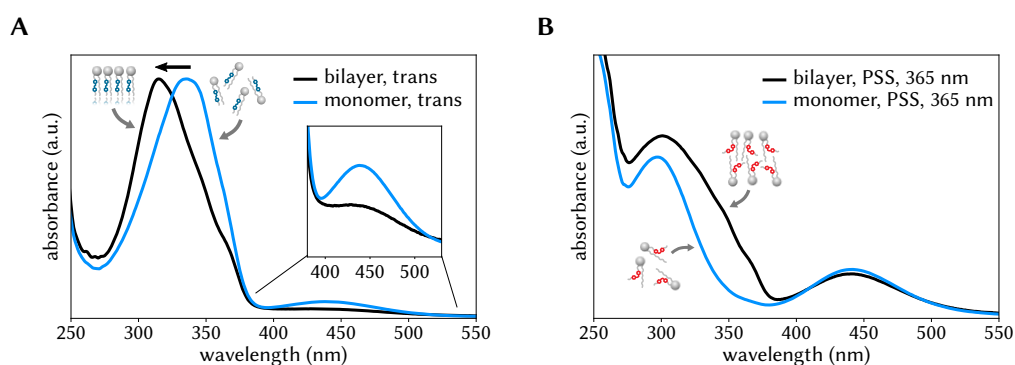 A
bilayer, trans
monomer, trans
absorbance (a.u.)
400 450 500
250 300 350 400 450 500 550
wavelength (nm)
B
bilayer, PSS, 365 nm
monomer, PSS, 365 nm
absorbance (a.u.)
250 300 350 400 450 500 550
wavelength (nm)